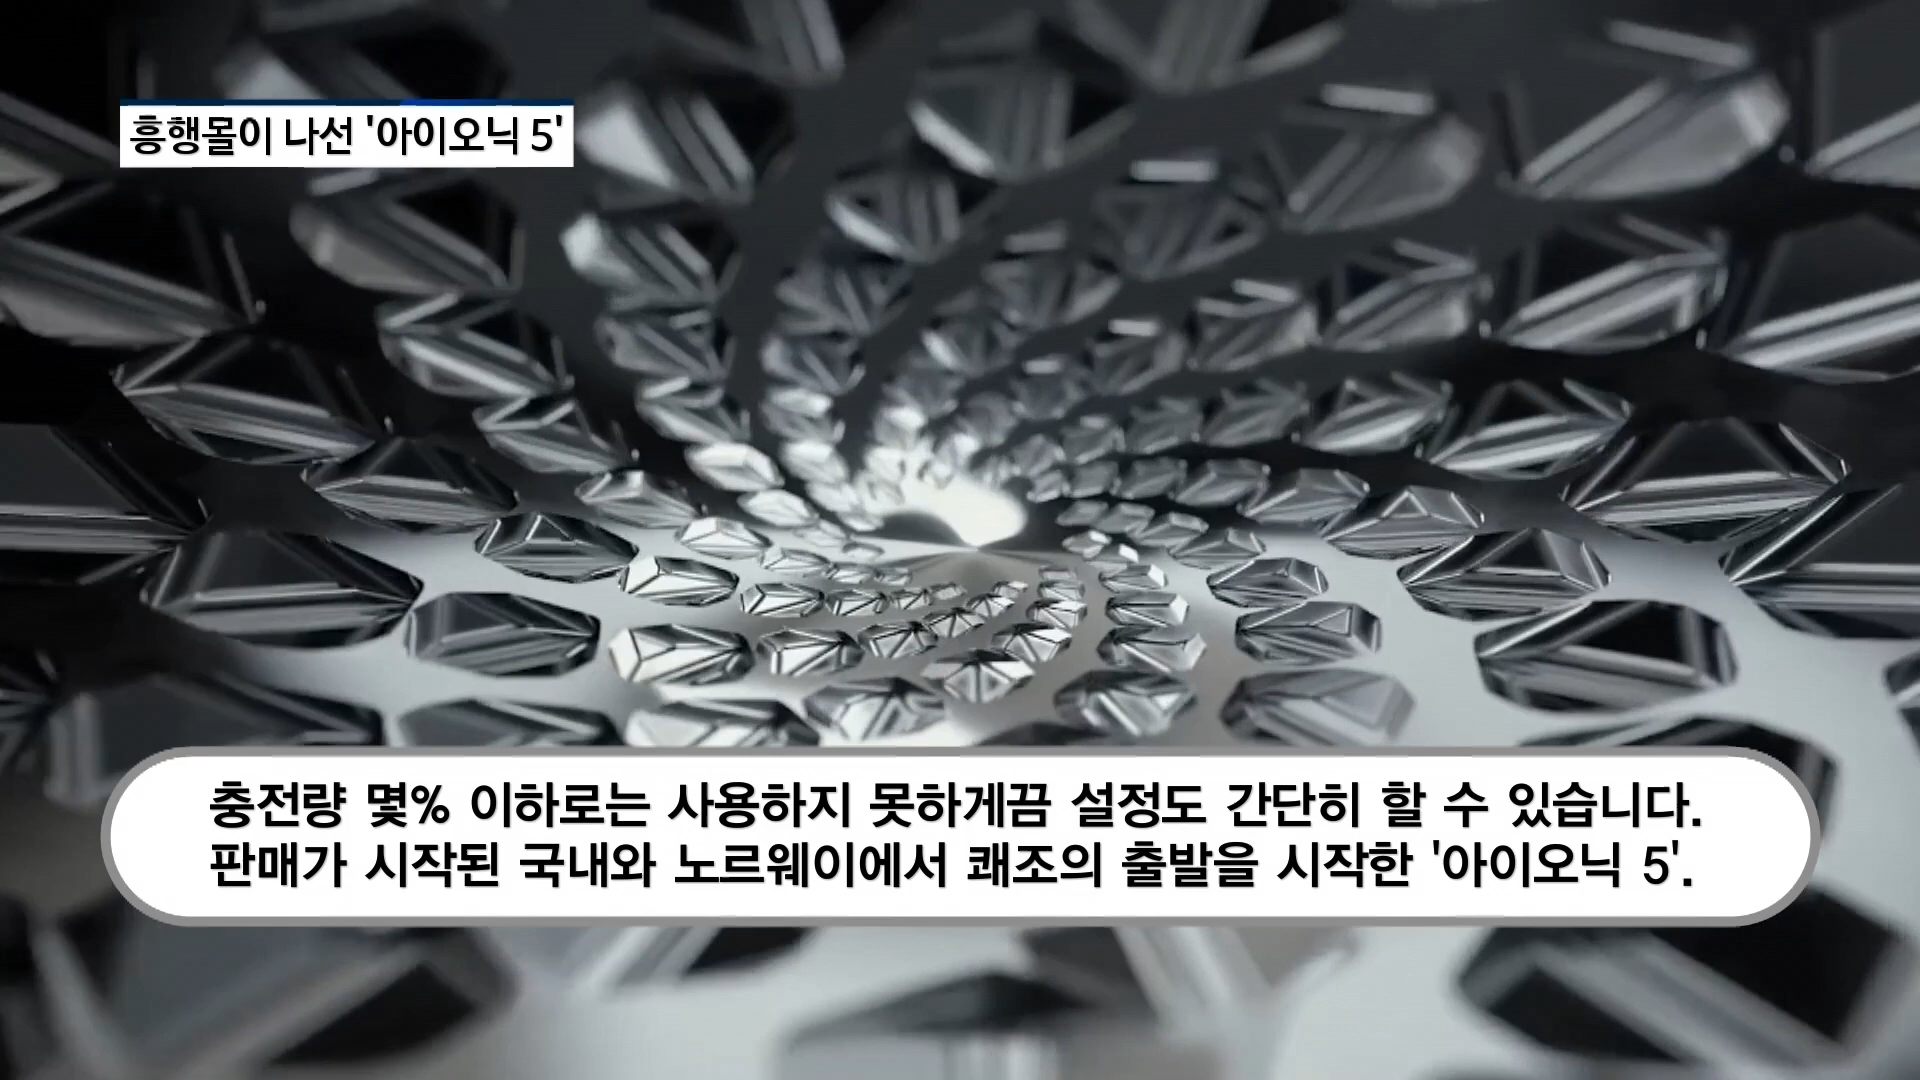 흥행몰이 나선 '아이오닉 5'
충전량 몇% 이하로는 사용하지 못하게끔 설정도 간단히 할 수 있습니다.
판매가 시작된 국내와 노르웨이에서 쾌조의 출발을 시작한 '아이오닉 5'.